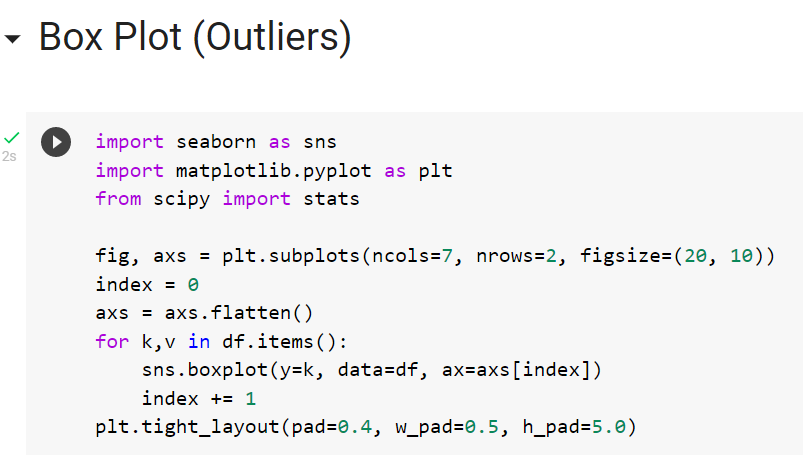 Box Plot (Outliers)
import seaborn as sns
2s
import matplotlib.pyplot as plt
from scipy import stats
fig, axs = plt.subplots(ncols=7, nrows=2, figsize=(20, 10))
index = 0
axs = axs.flatten()
for k,v in df.items():
    sns.boxplot(y=k, data=df, ax=axs[index])
    index += 1
plt.tight_layout(pad=0.4, w_pad=0.5, h_pad=5.0)